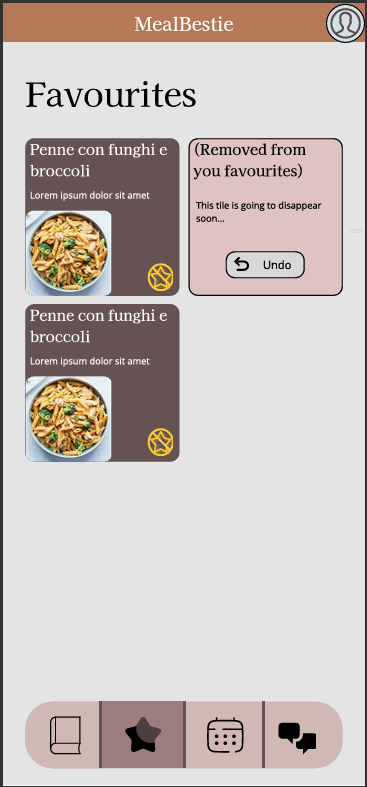 MealBestie
Favourites
Penne con funghi e
broccoli
Lorem ipsum dolor sit amet
(Removed from
you favourites)
This tile is going to disappear
soon...
Undo
Penne con funghi e
broccoli
Lorem ipsum dolor sit amet